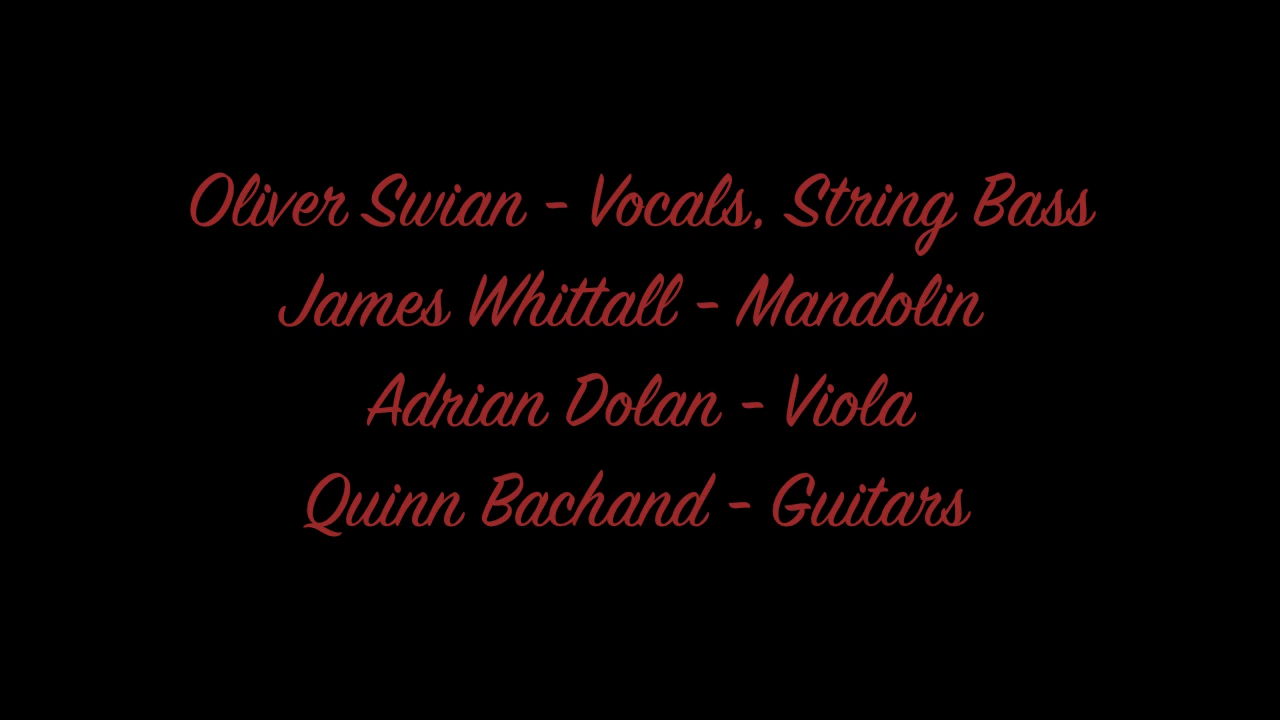 Oliver Swian - Vocals, String Bass
James Whittall - Mandolin
Adrian Dolan - Viola
Quinn Bachand - Guitars